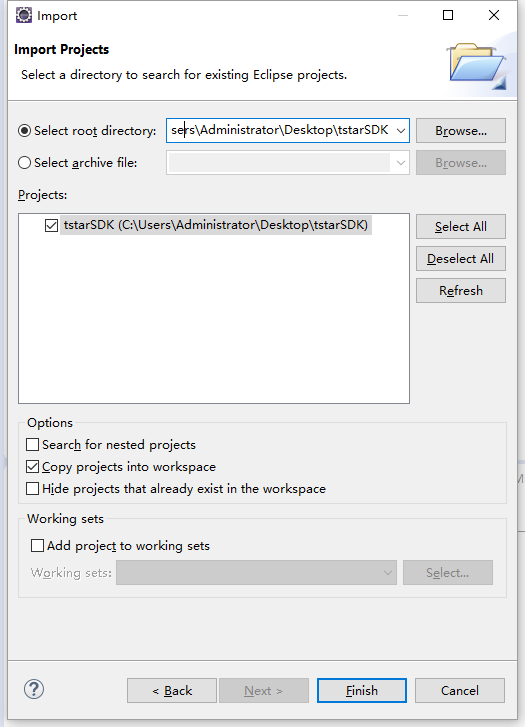 Import
Import Projects
Select a directory to search for existing Eclipse projects.
Select root directory:
sers\Administrator\Desktop\tstarSDK
Browse...
Select archive file:
Browse...
Projects:
tstarSDK (C:\Users\Administrator\Desktop\tstarSDK)
Select All
Deselect All
Refresh
Options
Search for nested projects
Copy projects into workspace
Hide projects that already exist in the workspace
Working sets
Add project to working sets
Working sets:
Select...
?
< Back
Next >
Finish
Cancel